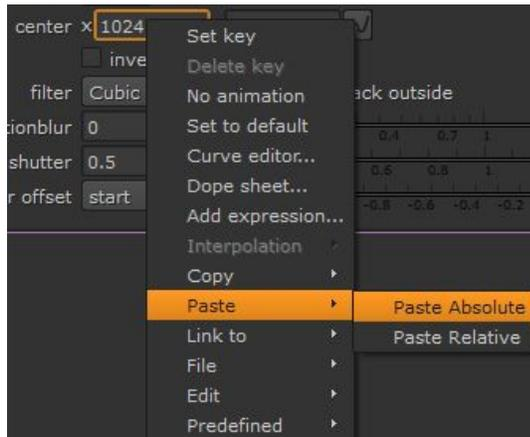 center x 1024
Set key
inve
Delete key
filter Cubic
No animation
ack outside
tionblur 0
Set to default
0.4 0.7 1
shutter 0.5
Curve editor...
0.6 0.8 1
r offset start
Dope sheet...
-0.8 -0.6 -0.4 -0.2
Add expression...
Interpolation
Copy
Paste
Paste Absolute
Link to
Paste Relative
File
Edit
Predefined